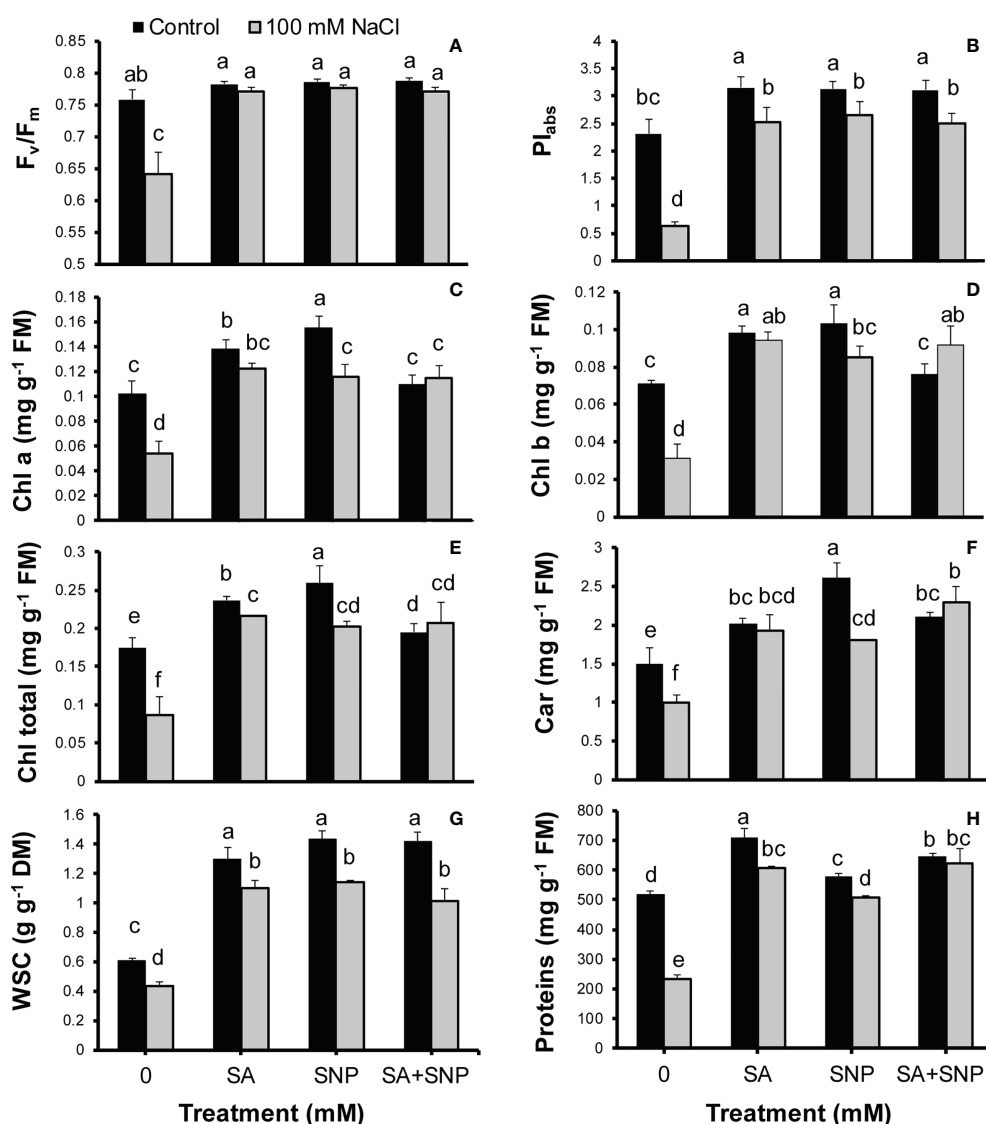 Control 100 mM NaCl
A
F_v/F_m
0.85
0.8
0.75
0.7
0.65
0.6
0.55
0.5
ab c a a a a a a
B
PI_abs
4
3.5
3
2.5
2
1.5
1
0.5
0
bc d a b a b a b
C
Chl a (mg g⁻¹ FM)
0.18
0.16
0.14
0.12
0.1
0.08
0.06
0.04
0.02
0
c d b bc a c c c
D
Chl b (mg g⁻¹ FM)
0.12
0.1
0.08
0.06
0.04
0.02
0
c d a ab a bc c ab
E
Chl total (mg g⁻¹ FM)
0.3
0.25
0.2
0.15
0.1
0.05
0
e f b c a cd d cd
F
Car (mg g⁻¹ FM)
3
2.5
2
1.5
1
0.5
0
e f bc bcd a cd bc b
G
WSC (g g⁻¹ DM)
1.6
1.4
1.2
1
0.8
0.6
0.4
0.2
0
c d a b a b a b
0 SA SNP SA+SNP
Treatment (mM)
H
Proteins (mg g⁻¹ FM)
800
700
600
500
400
300
200
100
0
d e a bc c d b bc
0 SA SNP SA+SNP
Treatment (mM)